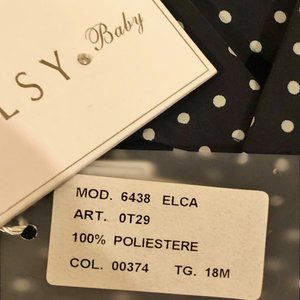 LSY.Baby
MOD. 6438 ELCA
ART. 0T29
100% POLIESTERE
COL. 00374 TG. 18M